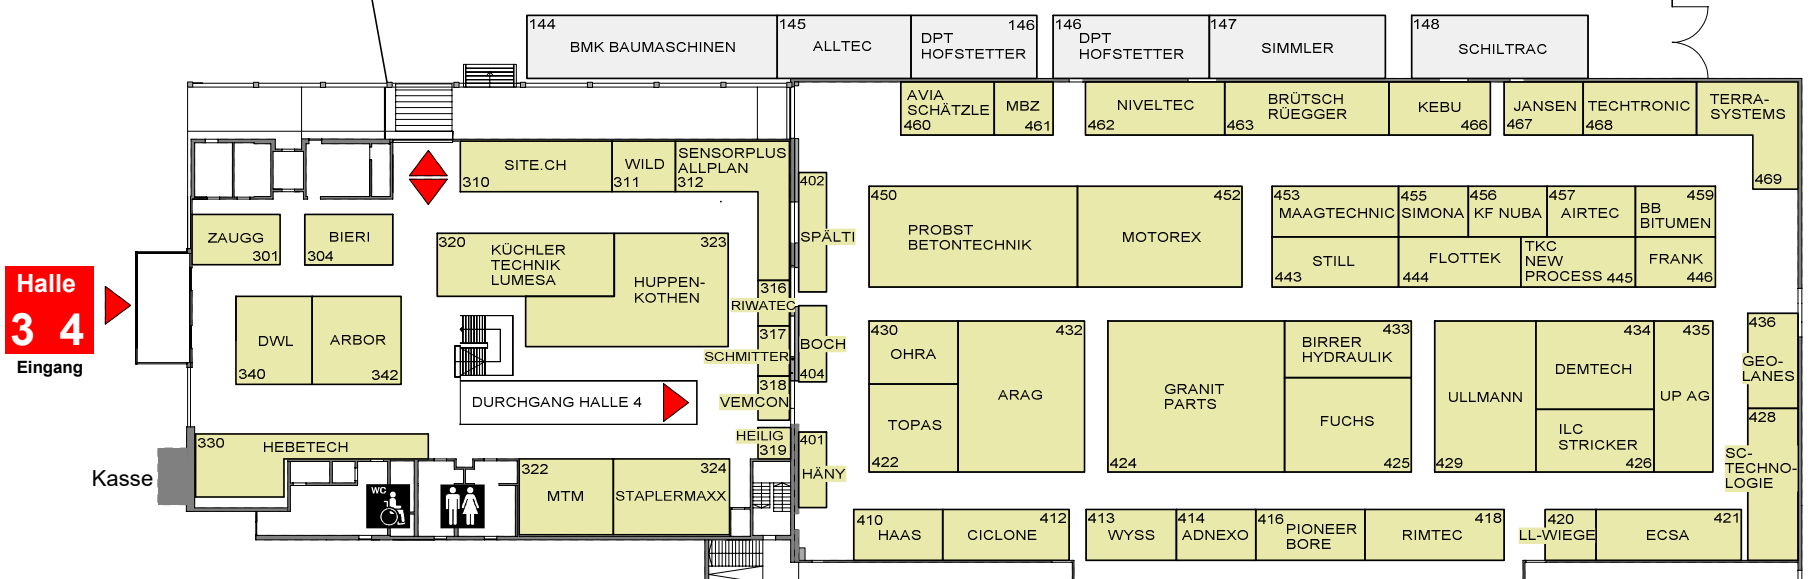 144
BMK BAUMASCHINEN
145
ALLTEC
146
DPT
HOFSTETTER
146
DPT
HOFSTETTER
147
SIMMLER
148
SCHILTRAC
AVIA
SCHÄTZLE
460
MBZ
461
NIVELTEC
462
BRÜTSCH
RÜEGGER
463
KEBU
466
JANSEN
467
TECHTRONIC
468
TERRA-
SYSTEMS
469
SITE.CH
310
WILD
311
SENSORPLUS
ALLPLAN
312
402
SPÄLTI
450
PROBST
BETONTECHNIK
452
MOTOREX
453
MAAGTECHNIC
455
SIMONA
456
KF NUBA
457
AIRTEC
459
BB
BITUMEN
STILL
443
FLOTTEK
444
TKC
NEW
PROCESS 445
FRANK
446
ZAUGG
301
BIERI
304
320
KÜCHLER
TECHNIK
LUMESA
323
HUPPEN-
KOTHEN
316
RIWATEC
317
SCHMITTER
318
VEMCON
HEILIG
319
Halle
3 4
Eingang
DWL
340
ARBOR
342
DURCHGANG HALLE 4
BOCH
404
430
OHRA
432
ARAG
TOPAS
422
GRANIT
PARTS
424
433
BIRRER
HYDRAULIK
FUCHS
425
ULLMANN
429
434
DEMTECH
ILC
STRICKER
426
435
UP AG
436
GEO-
LANES
428
SC-
TECHNO-
LOGIE
Kasse
330
HEBETECH
WC
322
MTM
324
STAPLERMAXX
401
HÄNY
410
HAAS
412
CICLONE
413
WYSS
414
ADNEXO
416
PIONEER
BORE
418
RIMTEC
420
LL-WIEGE
421
ECSA